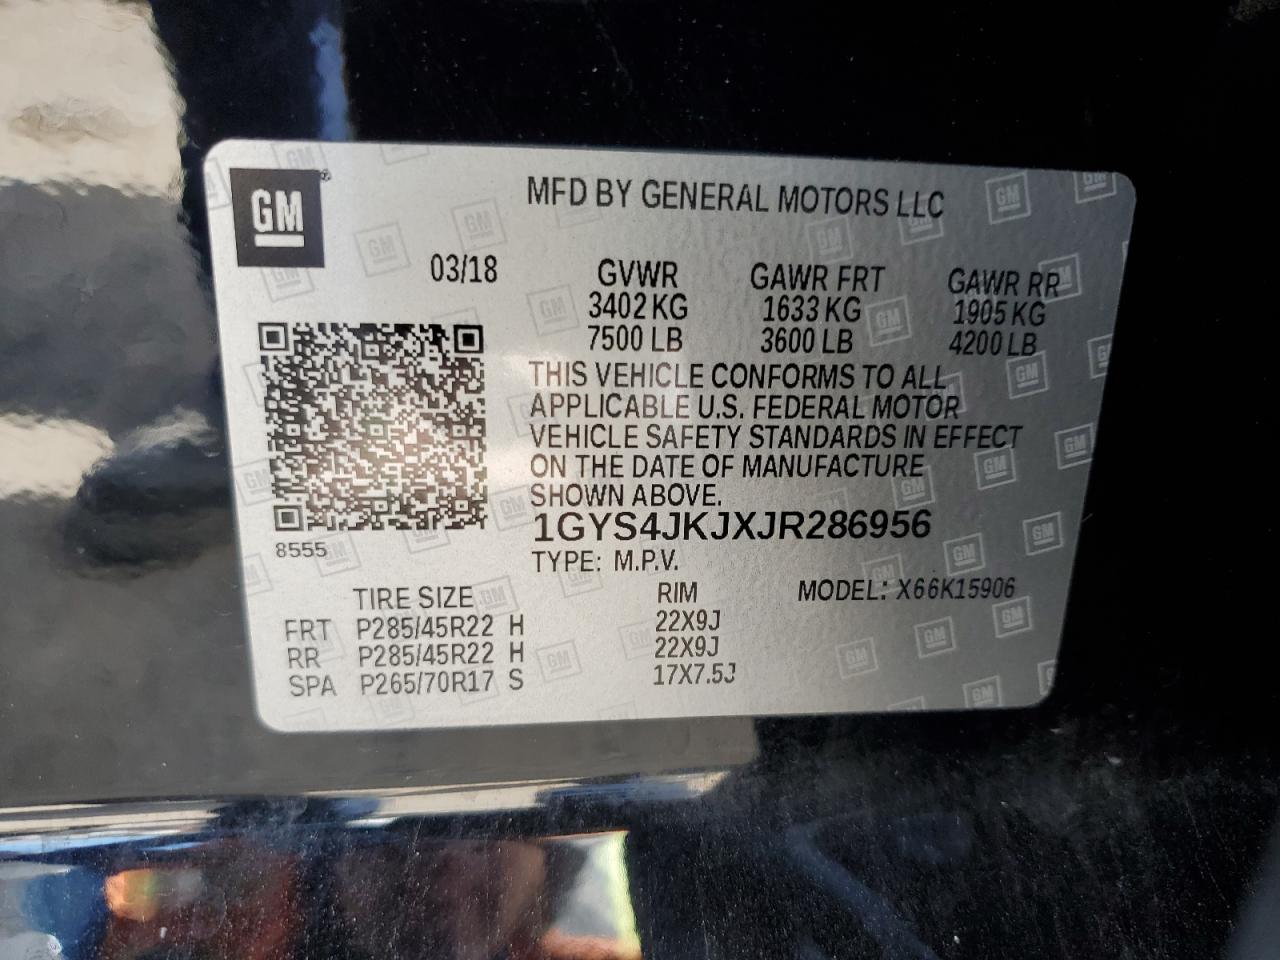 GM ®
MFD BY GENERAL MOTORS LLC
03/18
GVWR GAWR FRT GAWR RR
3402 KG 1633 KG 1905 KG
7500 LB 3600 LB 4200 LB
THIS VEHICLE CONFORMS TO ALL
APPLICABLE U.S. FEDERAL MOTOR
VEHICLE SAFETY STANDARDS IN EFFECT
ON THE DATE OF MANUFACTURE
SHOWN ABOVE.
1GYS4JKJXJR286956
8555
TYPE: M.P.V.
TIRE SIZE RIM MODEL: X66K15906
FRT P285/45R22 H 22X9J
RR P285/45R22 H 22X9J
SPA P265/70R17 S 17X7.5J